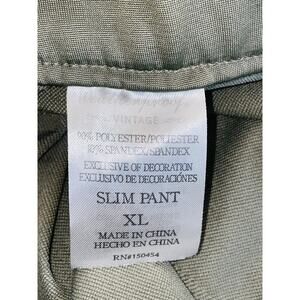 VINTAGE
90% POLYESTER/POLIESTER
10% SPANDEX/SPANDEX
EXCLUSIVE OF DECORATION
EXCLUSIVO DE DECORACIÓNES
SLIM PANT
XL
MADE IN CHINA
HECHO EN CHINA
RN#150454